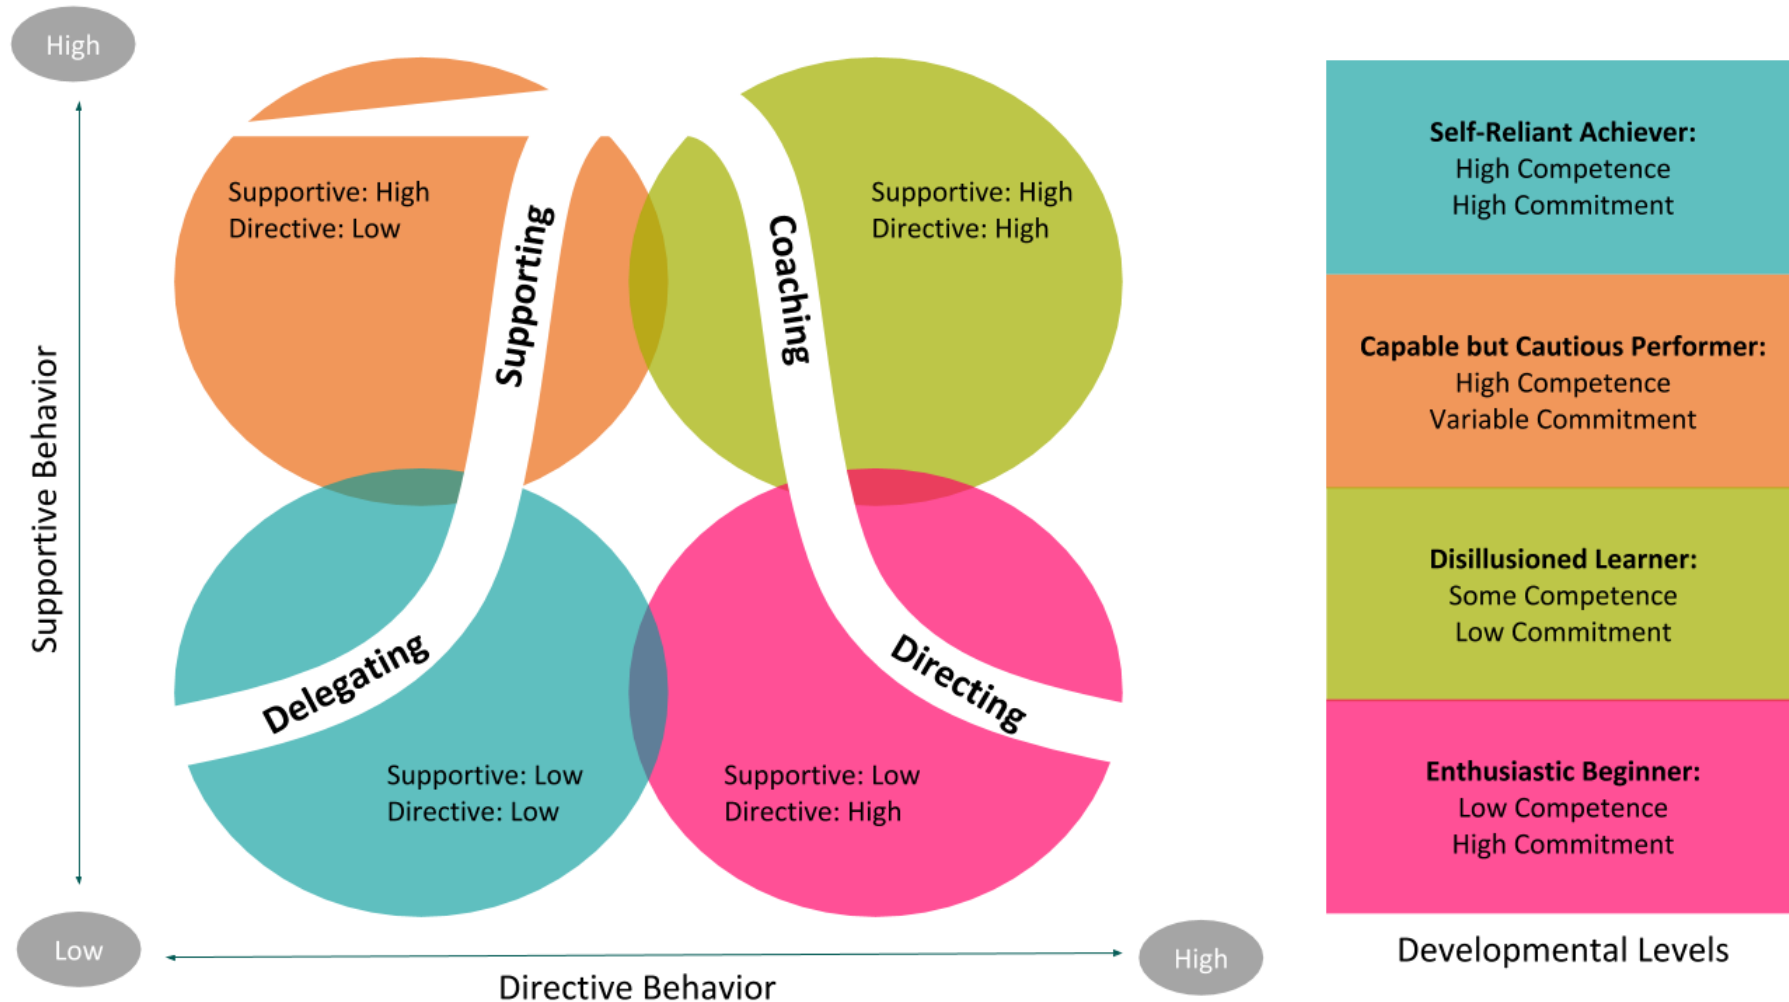 High
Supportive: High
Directive: Low
Supporting
Supportive: High
Directive: High
Coaching
Supportive Behavior
Delegating
Supportive: Low
Directive: Low
Directing
Supportive: Low
Directive: High
Low
Directive Behavior
High
Self-Reliant Achiever:
High Competence
High Commitment
Capable but Cautious Performer:
High Competence
Variable Commitment
Disillusioned Learner:
Some Competence
Low Commitment
Enthusiastic Beginner:
Low Competence
High Commitment
Developmental Levels